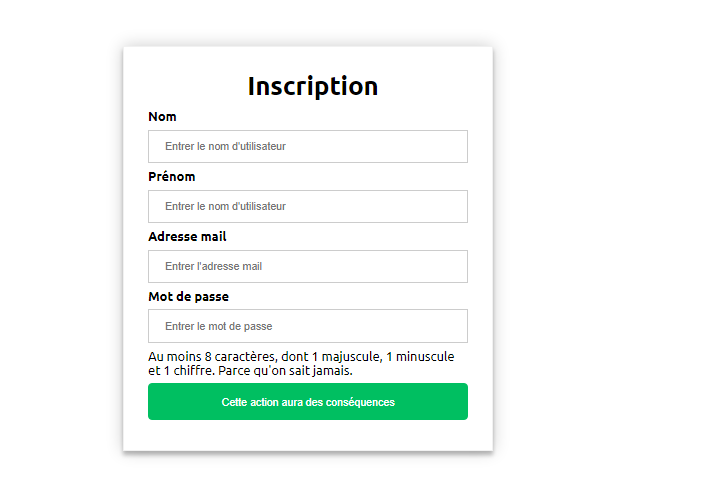 Inscription
Nom
Entrer le nom d'utilisateur
Prénom
Entrer le nom d'utilisateur
Adresse mail
Entrer l'adresse mail
Mot de passe
Entrer le mot de passe
Au moins 8 caractères, dont 1 majuscule, 1 minuscule
et 1 chiffre. Parce qu'on sait jamais.
Cette action aura des conséquences